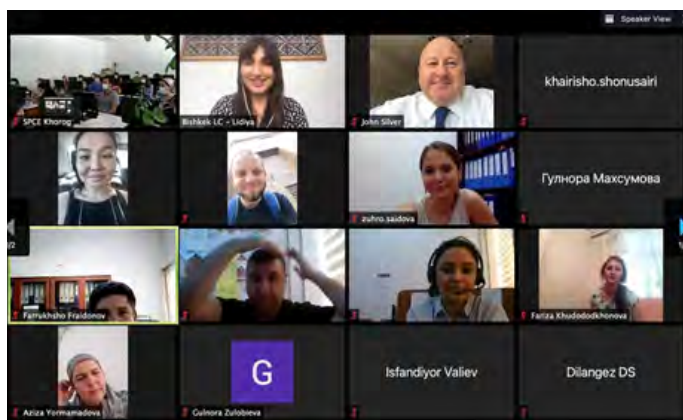 Speaker View
SPCE Khorog
Bishkek LC - Lidiya
John Silver
khairisho.shonusairi
zuhro.saidova
Гулнора Махсумова
Farrukhsho Fraidonov
Fariza Khudododkhonova
Aziza Yormamadova
G
Gulnora Zulobieva
Isfandiyor Valiev
Dilangez DS